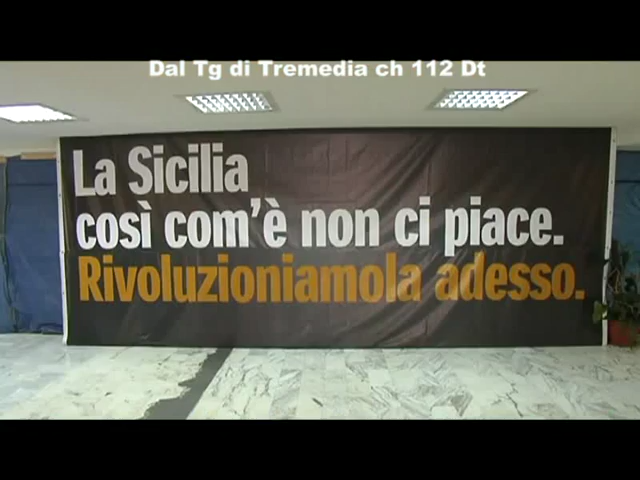 Dal Tg di Tremedia ch 112 Dt
La Sicilia
così com'è non ci piace.
Rivoluzioniamola adesso.